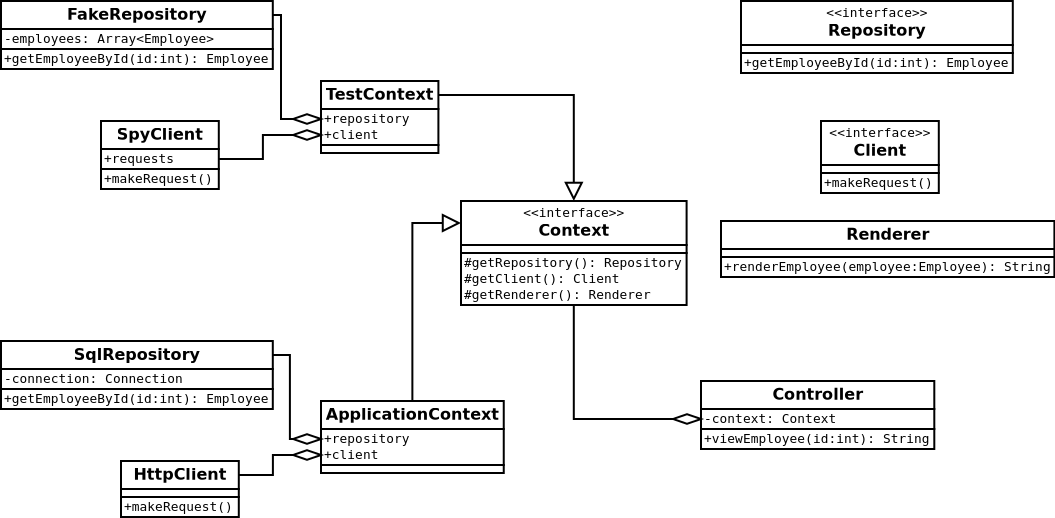 FakeRepository
-employees: Array<Employee>
+getEmployeeById(id:int): Employee
<<interface>>
Repository
+getEmployeeById(id:int): Employee
TestContext
+repository
+client
SpyClient
+requests
+makeRequest()
<<interface>>
Client
+makeRequest()
<<interface>>
Context
#getRepository(): Repository
#getClient(): Client
#getRenderer(): Renderer
Renderer
+renderEmployee(employee:Employee): String
SqlRepository
-connection: Connection
+getEmployeeById(id:int): Employee
ApplicationContext
+repository
+client
Controller
-context: Context
+viewEmployee(id:int): String
HttpClient
+makeRequest()